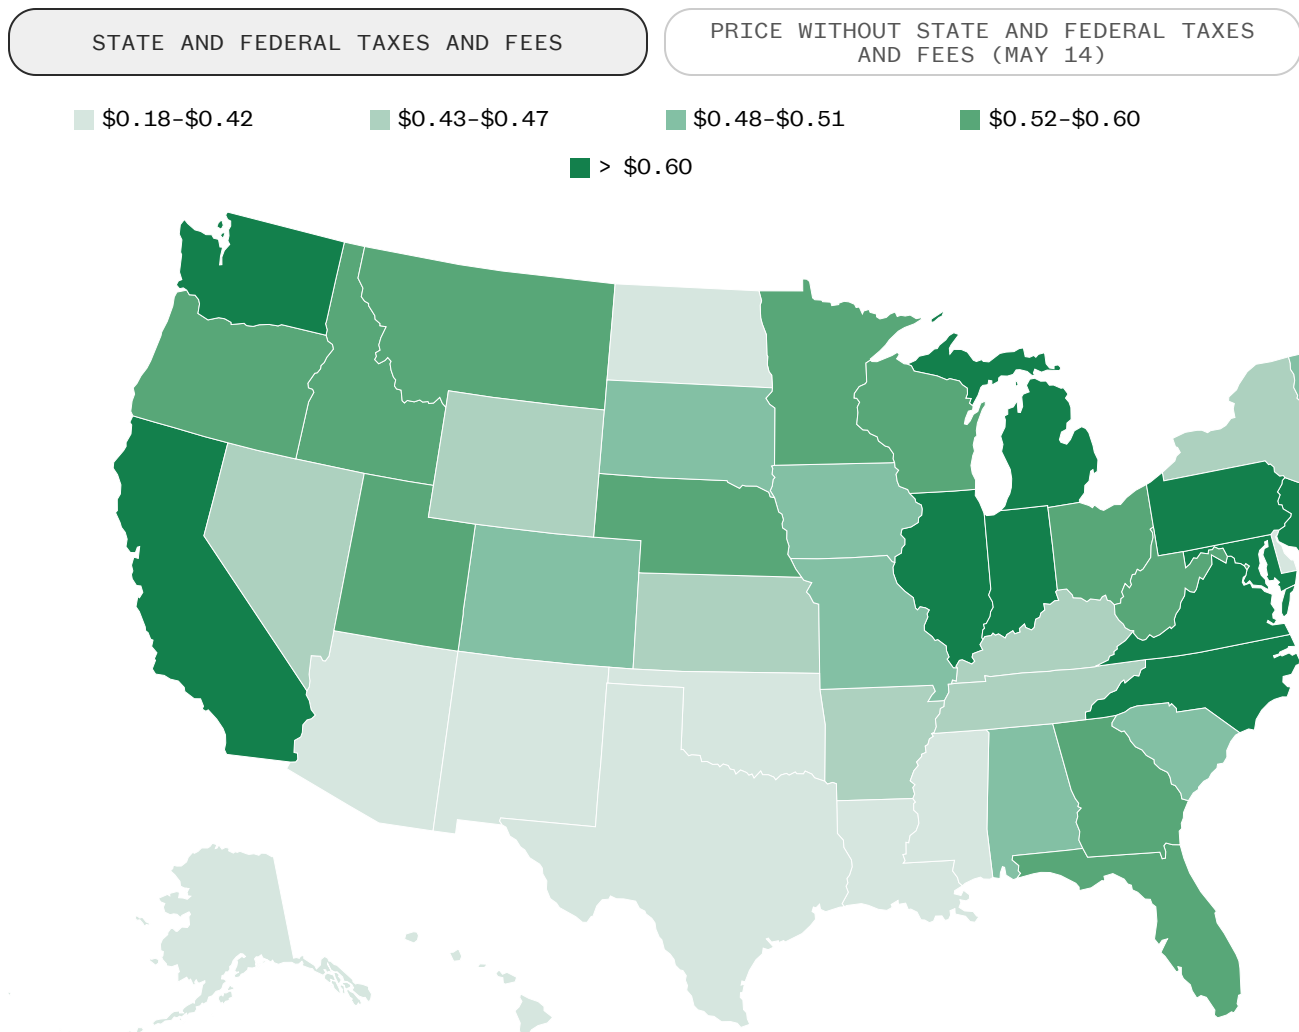 STATE AND FEDERAL TAXES AND FEES
PRICE WITHOUT STATE AND FEDERAL TAXES
AND FEES (MAY 14)
$0.18–$0.42
$0.43–$0.47
$0.48–$0.51
$0.52–$0.60
> $0.60